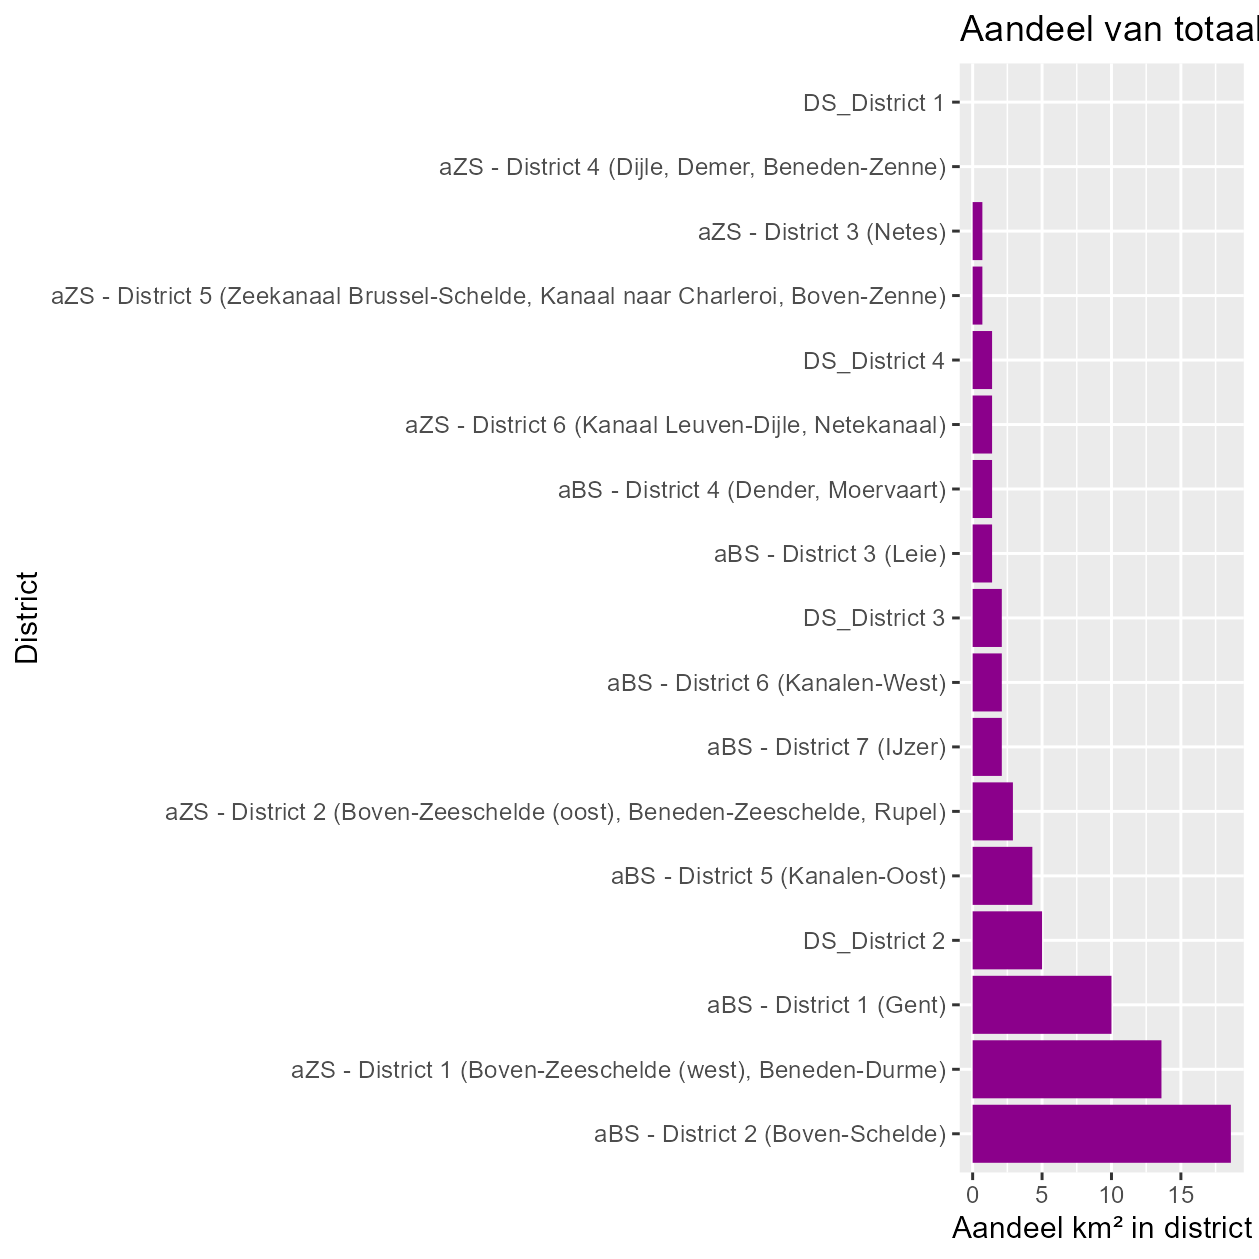 Aandeel van totaal
DS_District 1
aZS - District 4 (Dijle, Demer, Beneden-Zenne)
aZS - District 3 (Netes)
aZS - District 5 (Zeekanaal Brussel-Schelde, Kanaal naar Charleroi, Boven-Zenne)
DS_District 4
aZS - District 6 (Kanaal Leuven-Dijle, Netekanaal)
aBS - District 4 (Dender, Moervaart)
aBS - District 3 (Leie)
DS_District 3
aBS - District 6 (Kanalen-West)
aBS - District 7 (IJzer)
aZS - District 2 (Boven-Zeeschelde (oost), Beneden-Zeeschelde, Rupel)
aBS - District 5 (Kanalen-Oost)
DS_District 2
aBS - District 1 (Gent)
aZS - District 1 (Boven-Zeeschelde (west), Beneden-Durme)
aBS - District 2 (Boven-Schelde)
District
0 5 10 15
Aandeel km² in district